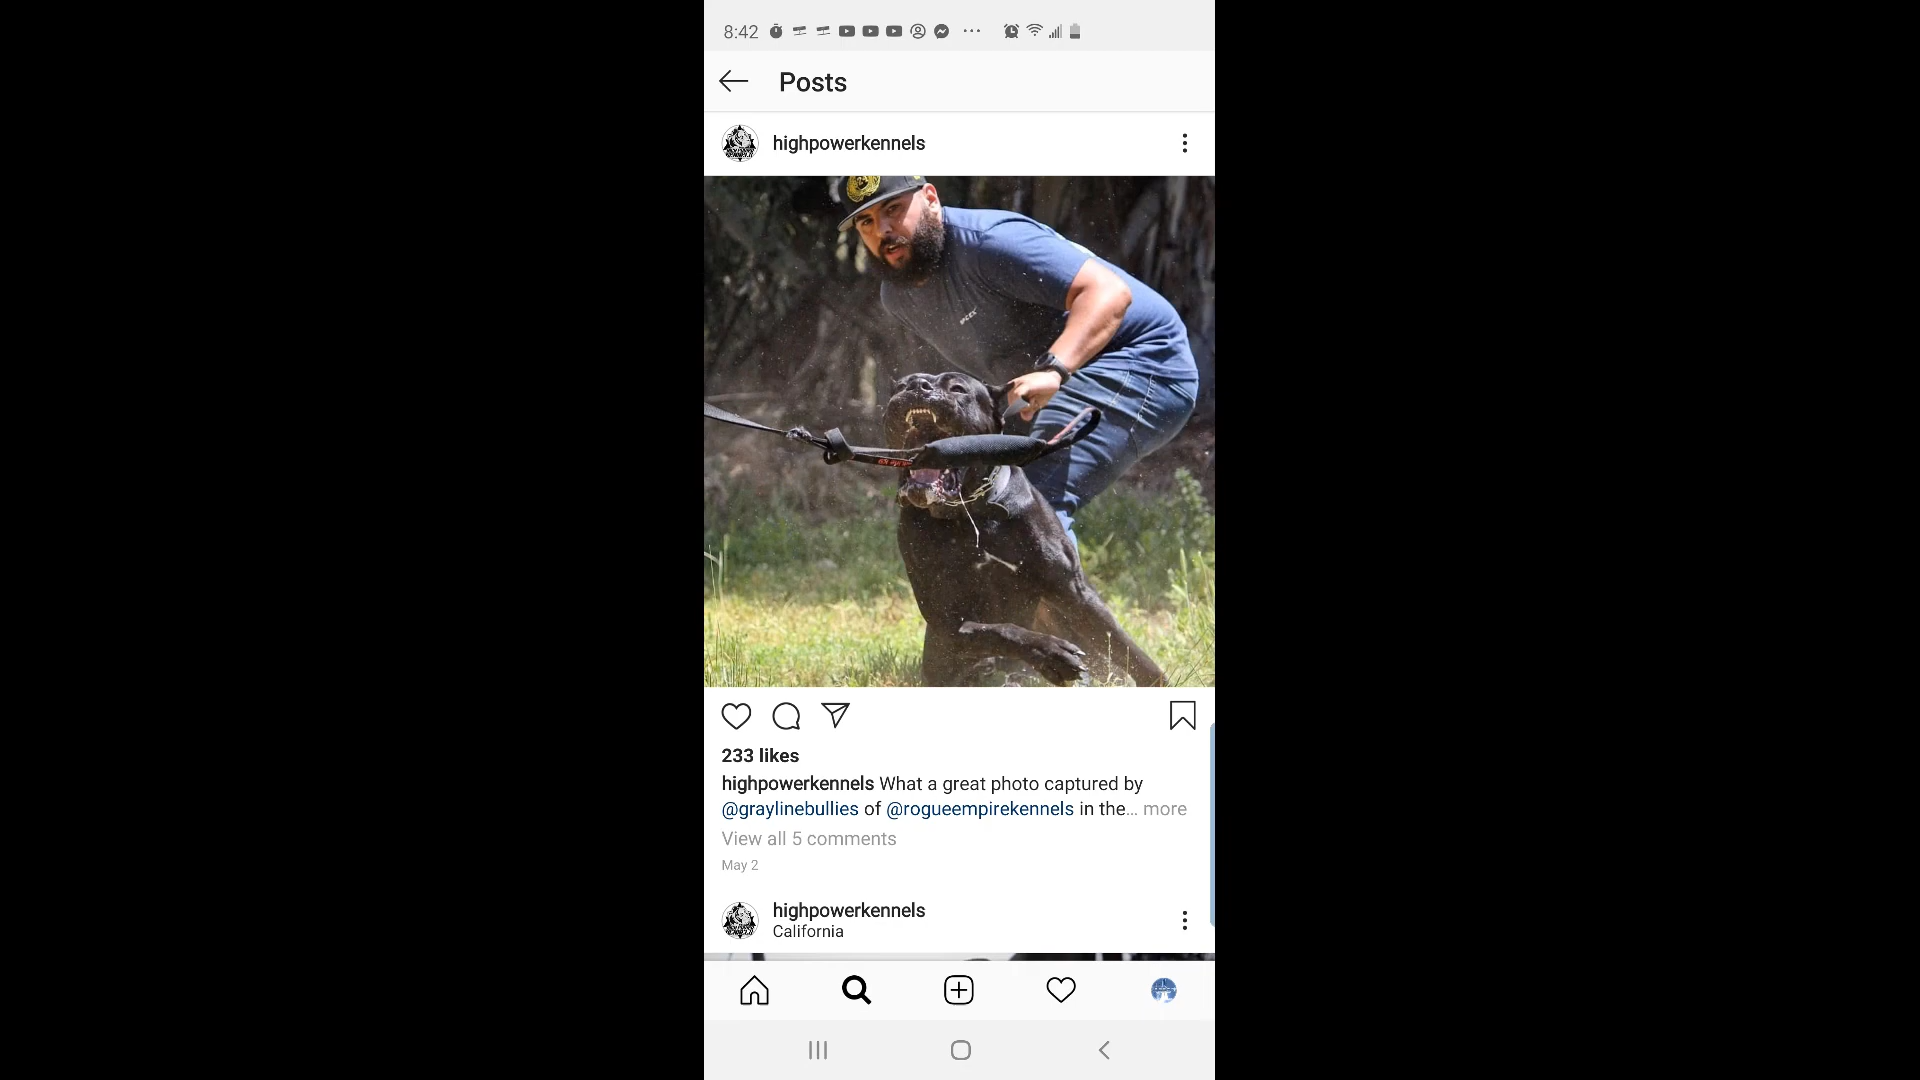 8:42
Posts
highpowerkennels
233 likes
highpowerkennels What a great photo captured by
@graylinebullies of @rogueempirekennels in the... more
View all 5 comments
May 2
highpowerkennels
California